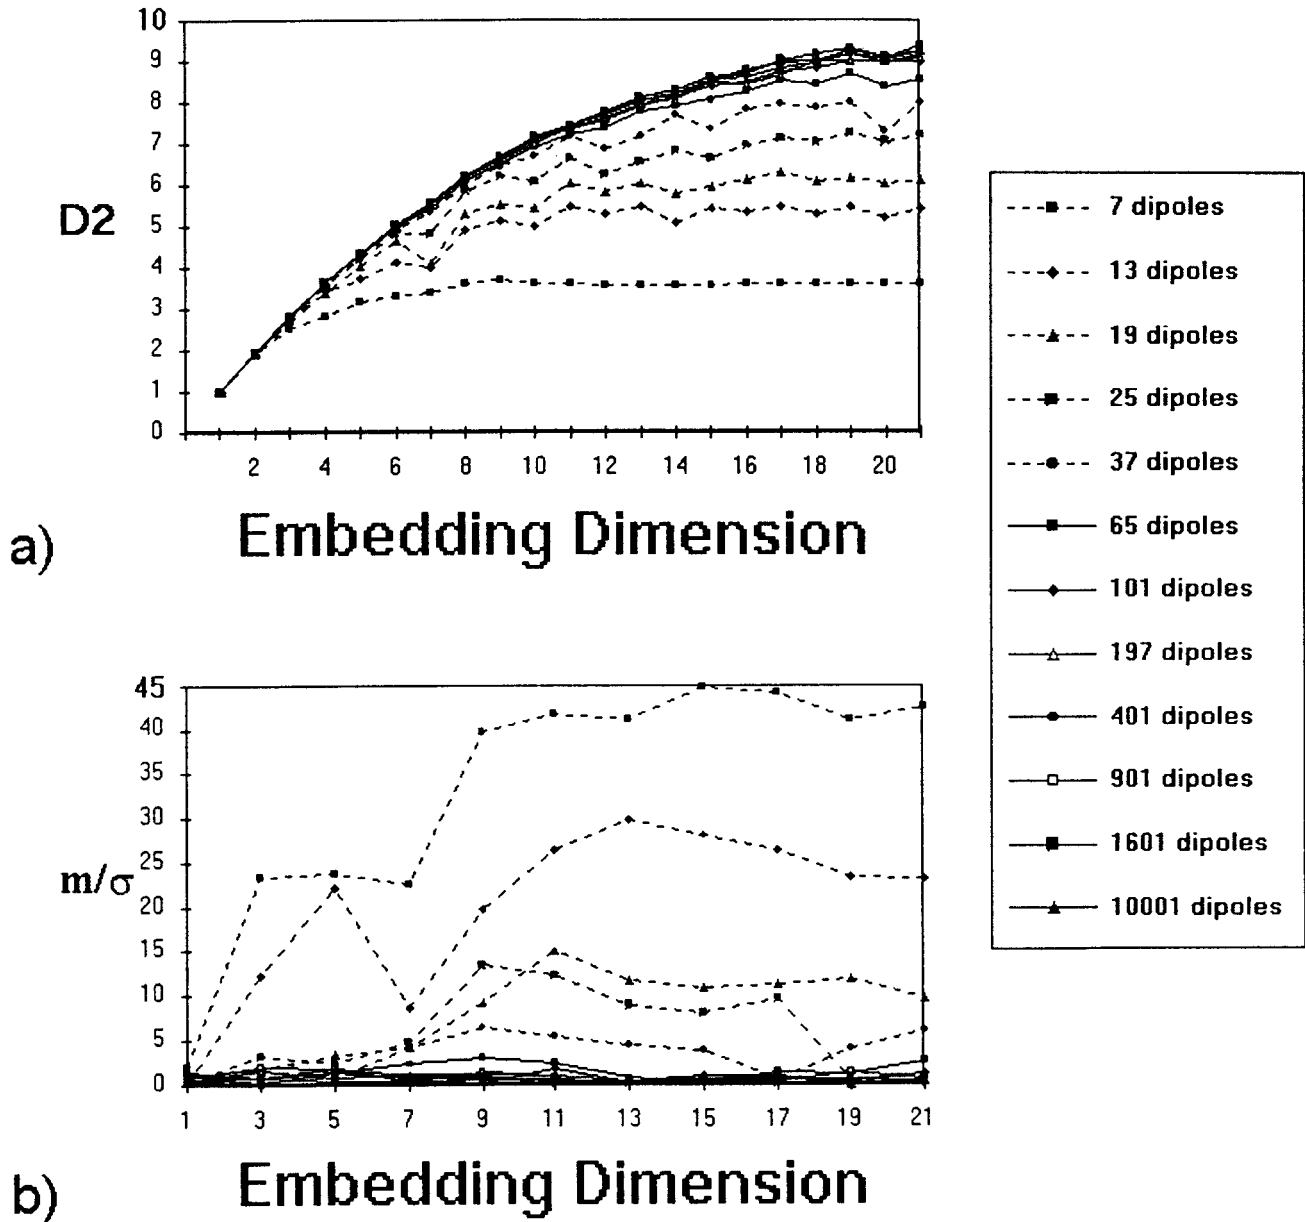 10
9
8
7
6
5
4
3
2
1
0
D2
2 4 6 8 10 12 14 16 18 20
Embedding Dimension
a)
7 dipoles
13 dipoles
19 dipoles
25 dipoles
37 dipoles
65 dipoles
101 dipoles
197 dipoles
401 dipoles
901 dipoles
1601 dipoles
10001 dipoles
45
40
35
30
25
20
15
10
5
0
m/σ
1 3 5 7 9 11 13 15 17 19 21
Embedding Dimension
b)